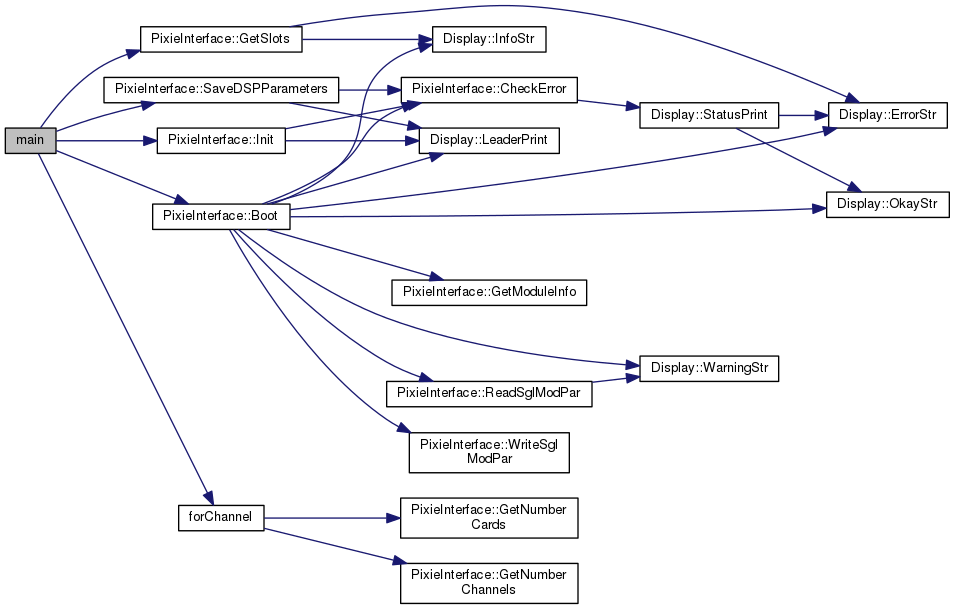 main
PixieInterface::GetSlots
PixieInterface::SaveDSPParameters
PixieInterface::Init
PixieInterface::Boot
forChannel
Display::InfoStr
PixieInterface::CheckError
Display::LeaderPrint
PixieInterface::GetModuleInfo
PixieInterface::ReadSglModPar
PixieInterface::WriteSgl
ModPar
PixieInterface::GetNumber
Cards
PixieInterface::GetNumber
Channels
Display::StatusPrint
Display::WarningStr
Display::ErrorStr
Display::OkayStr